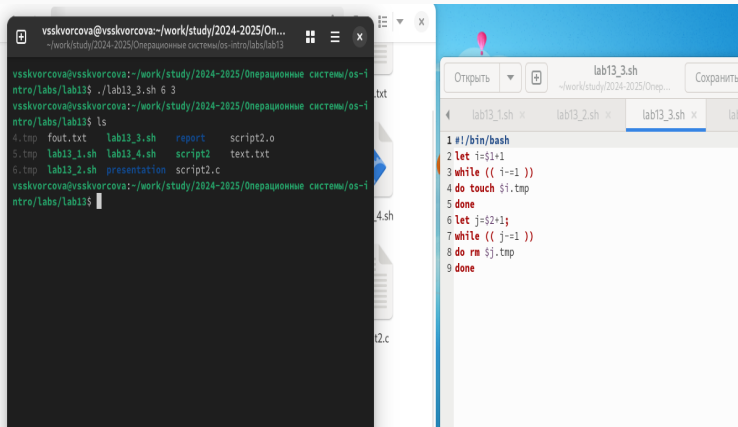 vsskvorcova@vsskvorcova:~/work/study/2024-2025/Оп...
~/work/study/2024-2025/Операционные системы/os-intro/labs/lab13
vsskvorcova@vsskvorcova:~/work/study/2024-2025/Операционные системы/os-i
ntro/labs/lab13$ ./lab13_3.sh 6 3
vsskvorcova@vsskvorcova:~/work/study/2024-2025/Операционные системы/os-i
ntro/labs/lab13$ ls
4.tmp fout.txt lab13_3.sh report script2.o
5.tmp lab13_1.sh lab13_4.sh script2 text.txt
6.tmp lab13_2.sh presentation script2.c
vsskvorcova@vsskvorcova:~/work/study/2024-2025/Операционные системы/os-i
ntro/labs/lab13$
.txt
_4.sh
t2.c
Открыть
lab13_3.sh
~/work/study/2024-2025/Опер...
Сохранить
lab13_1.sh × lab13_2.sh × lab13_3.sh × lal
1 #!/bin/bash
2 let i=$1+1
3 while (( i-=1 ))
4 do touch $i.tmp
5 done
6 let j=$2+1;
7 while (( j-=1 ))
8 do rm $j.tmp
9 done